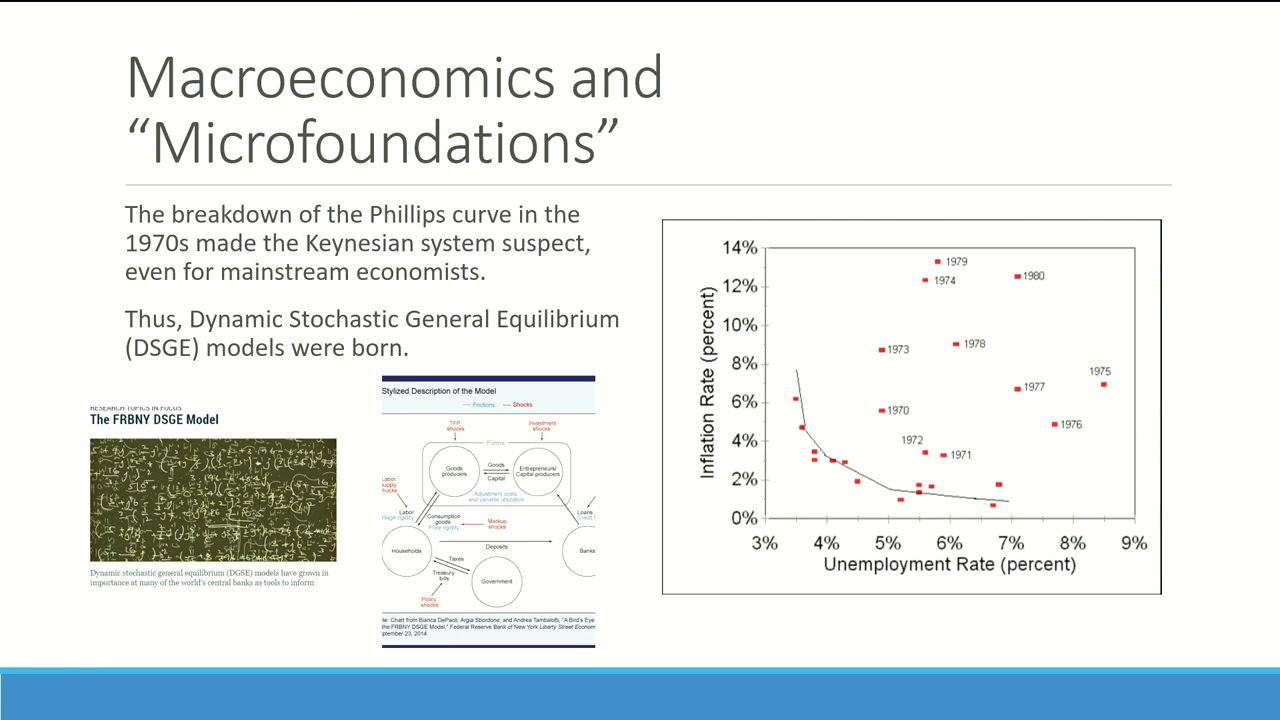 Macroeconomics and
“Microfoundations”
The breakdown of the Phillips curve in the
1970s made the Keynesian system suspect,
even for mainstream economists.
Thus, Dynamic Stochastic General Equilibrium
(DSGE) models were born.
RESEARCH TOPICS IN FOCUS
The FRBNY DSGE Model
Dynamic stochastic general equilibrium (DGSE) models have grown in
importance at many of the world's central banks as tools to inform
Stylized Description of the Model
Frictions Shocks
TFP
shocks
Investment
shocks
Firms
Goods
producers
Goods
Capital
Entrepreneurs/
Capital producers
Adjustment costs
and variable utilization
Labor
supply
shocks
Labor
Wage rigidity
Consumption
goods
Price rigidity
Markup
shocks
Loans
Households
Deposits
Banks
Taxes
Treasury
bills
Government
Policy
shocks
te: Chart from Bianca DePaoli, Argia Sbordone, and Andrea Tambalotti, "A Bird's Eye
the FRBNY DSGE Model," Federal Reserve Bank of New York Liberty Street Econom
ptember 23, 2014
Inflation Rate (percent)
14%
12%
10%
8%
6%
4%
2%
0%
1979
1974
1980
1973
1978
1975
1977
1970
1976
1972
1971
3% 4% 5% 6% 7% 8% 9%
Unemployment Rate (percent)